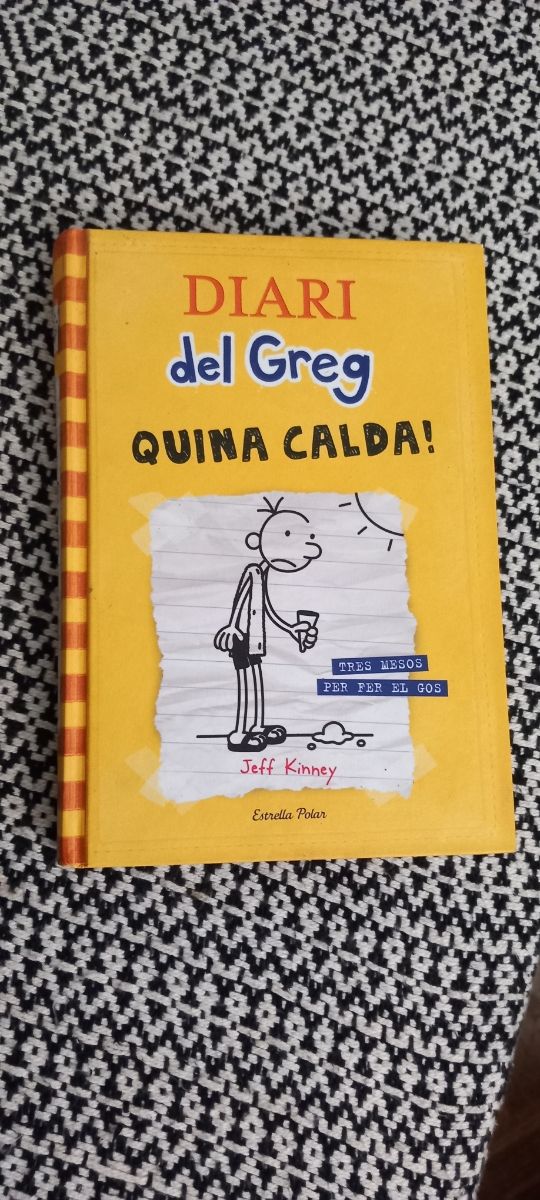 DIARI
del Greg
QUINA CALDA!
TRES MESOS
PER FER EL GOS
Jeff Kinney
Estrella Polar